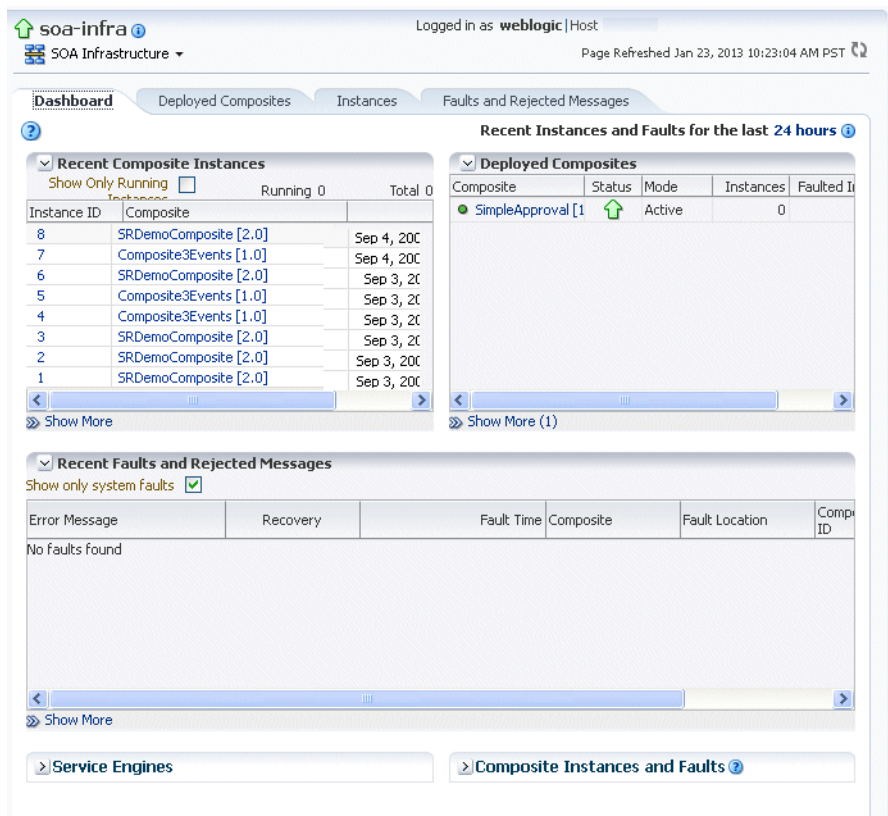 soa-infra
Logged in as weblogic|Host
SOA Infrastructure
Page Refreshed Jan 23, 2013 10:23:04 AM PST
Dashboard Deployed Composites Instances Faults and Rejected Messages
Recent Instances and Faults for the last 24 hours
Recent Composite Instances
Show Only Running
Running 0 Total 0
Instance ID Composite
8 SRDemoComposite [2.0] Sep 4, 200
7 Composite3Events [1.0] Sep 4, 200
6 SRDemoComposite [2.0] Sep 3, 20
5 Composite3Events [1.0] Sep 3, 20
4 Composite3Events [1.0] Sep 3, 20
3 SRDemoComposite [2.0] Sep 3, 20
2 SRDemoComposite [2.0] Sep 3, 200
1 SRDemoComposite [2.0] Sep 3, 200
Show More
Deployed Composites
Composite Status Mode Instances Faulted
SimpleApproval [1 Active 0
Show More (1)
Recent Faults and Rejected Messages
Show only system faults
Error Message Recovery Fault Time Composite Fault Location Compo
ID
No faults found
Show More
Service Engines
Composite Instances and Faults